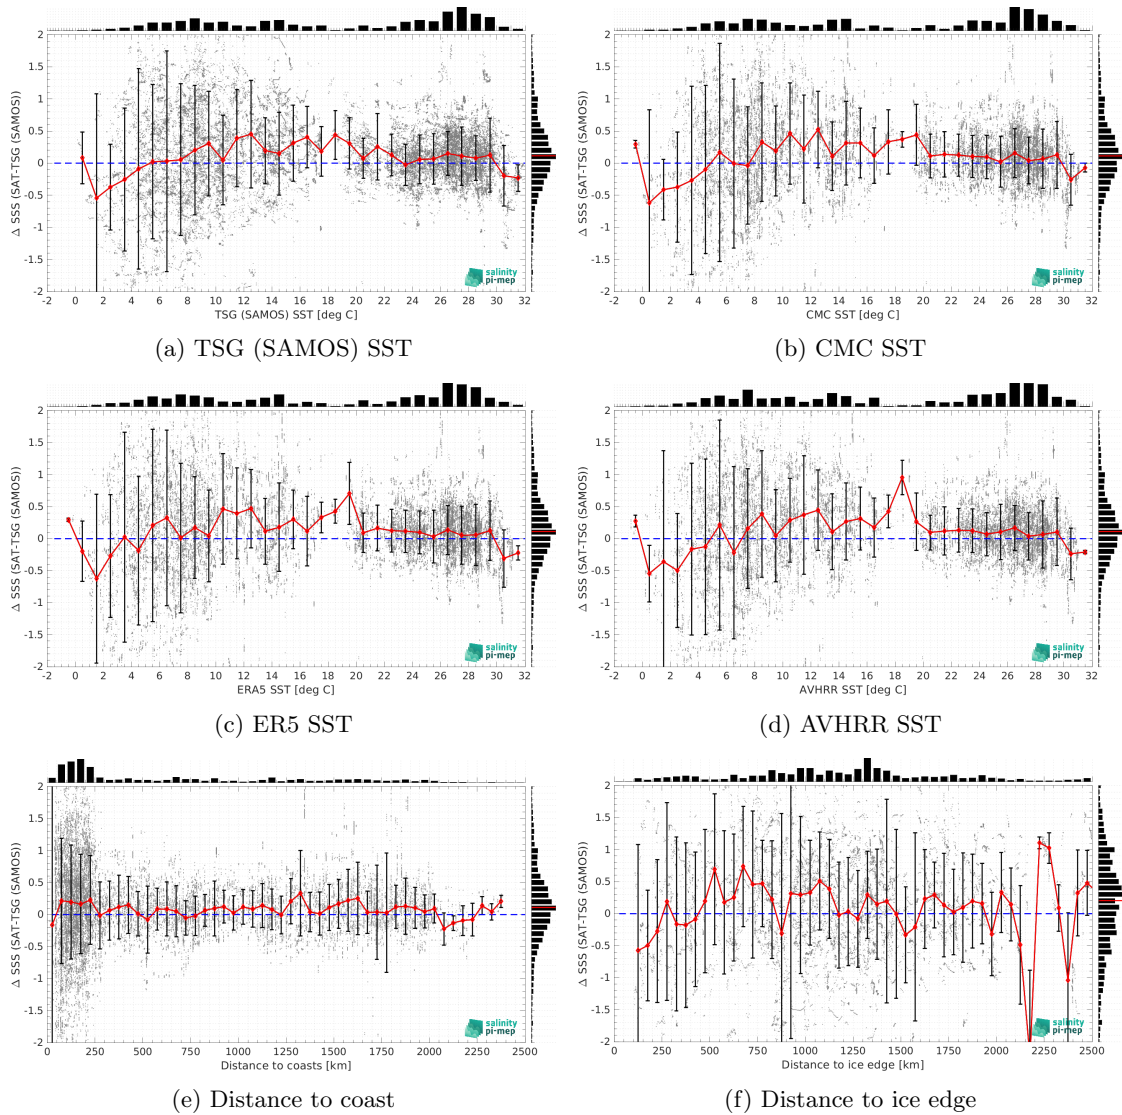 2
1.5
1
0.5
0
-0.5
-1
-1.5
-2
Δ SSS (SAT-TSG (SAMOS))
-2 0 2 4 6 8 10 12 14 16 18 20 22 24 26 28 30 32
TSG (SAMOS) SST [deg C]
salinity
pi-mep
(a) TSG (SAMOS) SST
2
1.5
1
0.5
0
-0.5
-1
-1.5
-2
Δ SSS (SAT-TSG (SAMOS))
-2 0 2 4 6 8 10 12 14 16 18 20 22 24 26 28 30 32
CMC SST [deg C]
salinity
pi-mep
(b) CMC SST
2
1.5
1
0.5
0
-0.5
-1
-1.5
-2
Δ SSS (SAT-TSG (SAMOS))
-2 0 2 4 6 8 10 12 14 16 18 20 22 24 26 28 30 32
ERA5 SST [deg C]
salinity
pi-mep
(c) ER5 SST
2
1.5
1
0.5
0
-0.5
-1
-1.5
-2
Δ SSS (SAT-TSG (SAMOS))
-2 0 2 4 6 8 10 12 14 16 18 20 22 24 26 28 30 32
AVHRR SST [deg C]
salinity
pi-mep
(d) AVHRR SST
2
1.5
1
0.5
0
-0.5
-1
-1.5
-2
Δ SSS (SAT-TSG (SAMOS))
0 250 500 750 1000 1250 1500 1750 2000 2250 2500
Distance to coasts [km]
salinity
pi-mep
(e) Distance to coast
2
1.5
1
0.5
0
-0.5
-1
-1.5
-2
Δ SSS (SAT-TSG (SAMOS))
0 250 500 750 1000 1250 1500 1750 2000 2250 2500
Distance to ice edge [km]
salinity
pi-mep
(f) Distance to ice edge